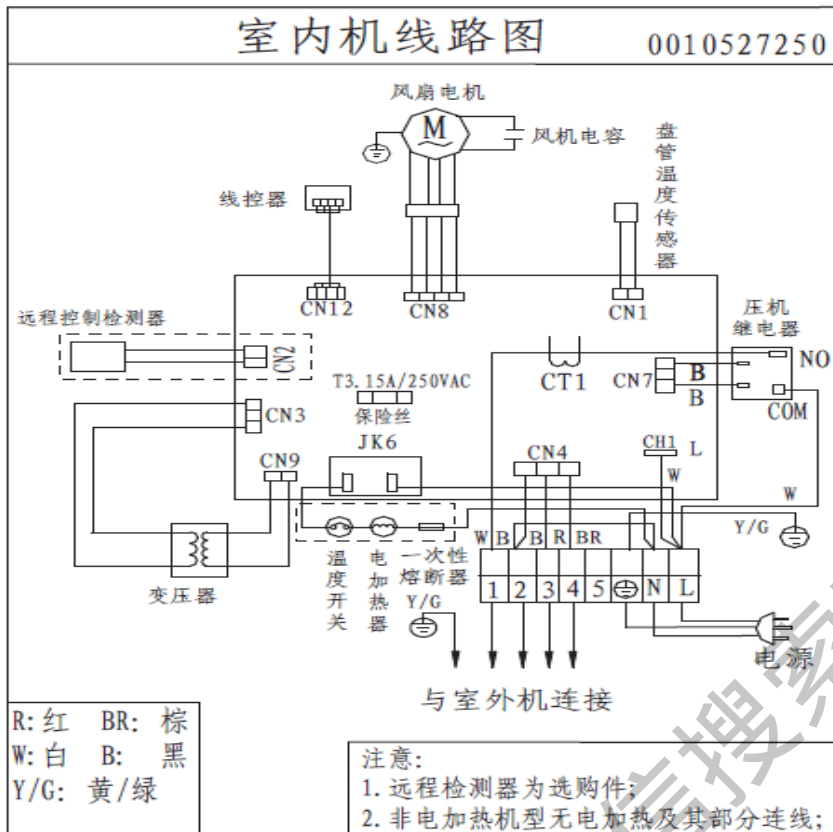 室内机线路图 0010527250
风扇电机
M
风机电容
盘管温度传感器
线控器
CN12
CN8
CN1
远程控制检测器
CN2
压机
继电器
NO
COM
CT1
CN7
B
B
T3.15A/250VAC
保险丝
JK6
CN3
CN9
CN4
CH1 L
W
W
Y/G
变压器
温度开关
电加热器
一次性
熔断器
Y/G
W B B R BR
1 2 3 4 5 N L
电源
与室外机连接
R: 红 BR: 棕
W: 白 B: 黑
Y/G: 黄/绿
注意:
1. 远程检测器为选购件;
2. 非电加热机型无电加热及其部分连线;
信搜索